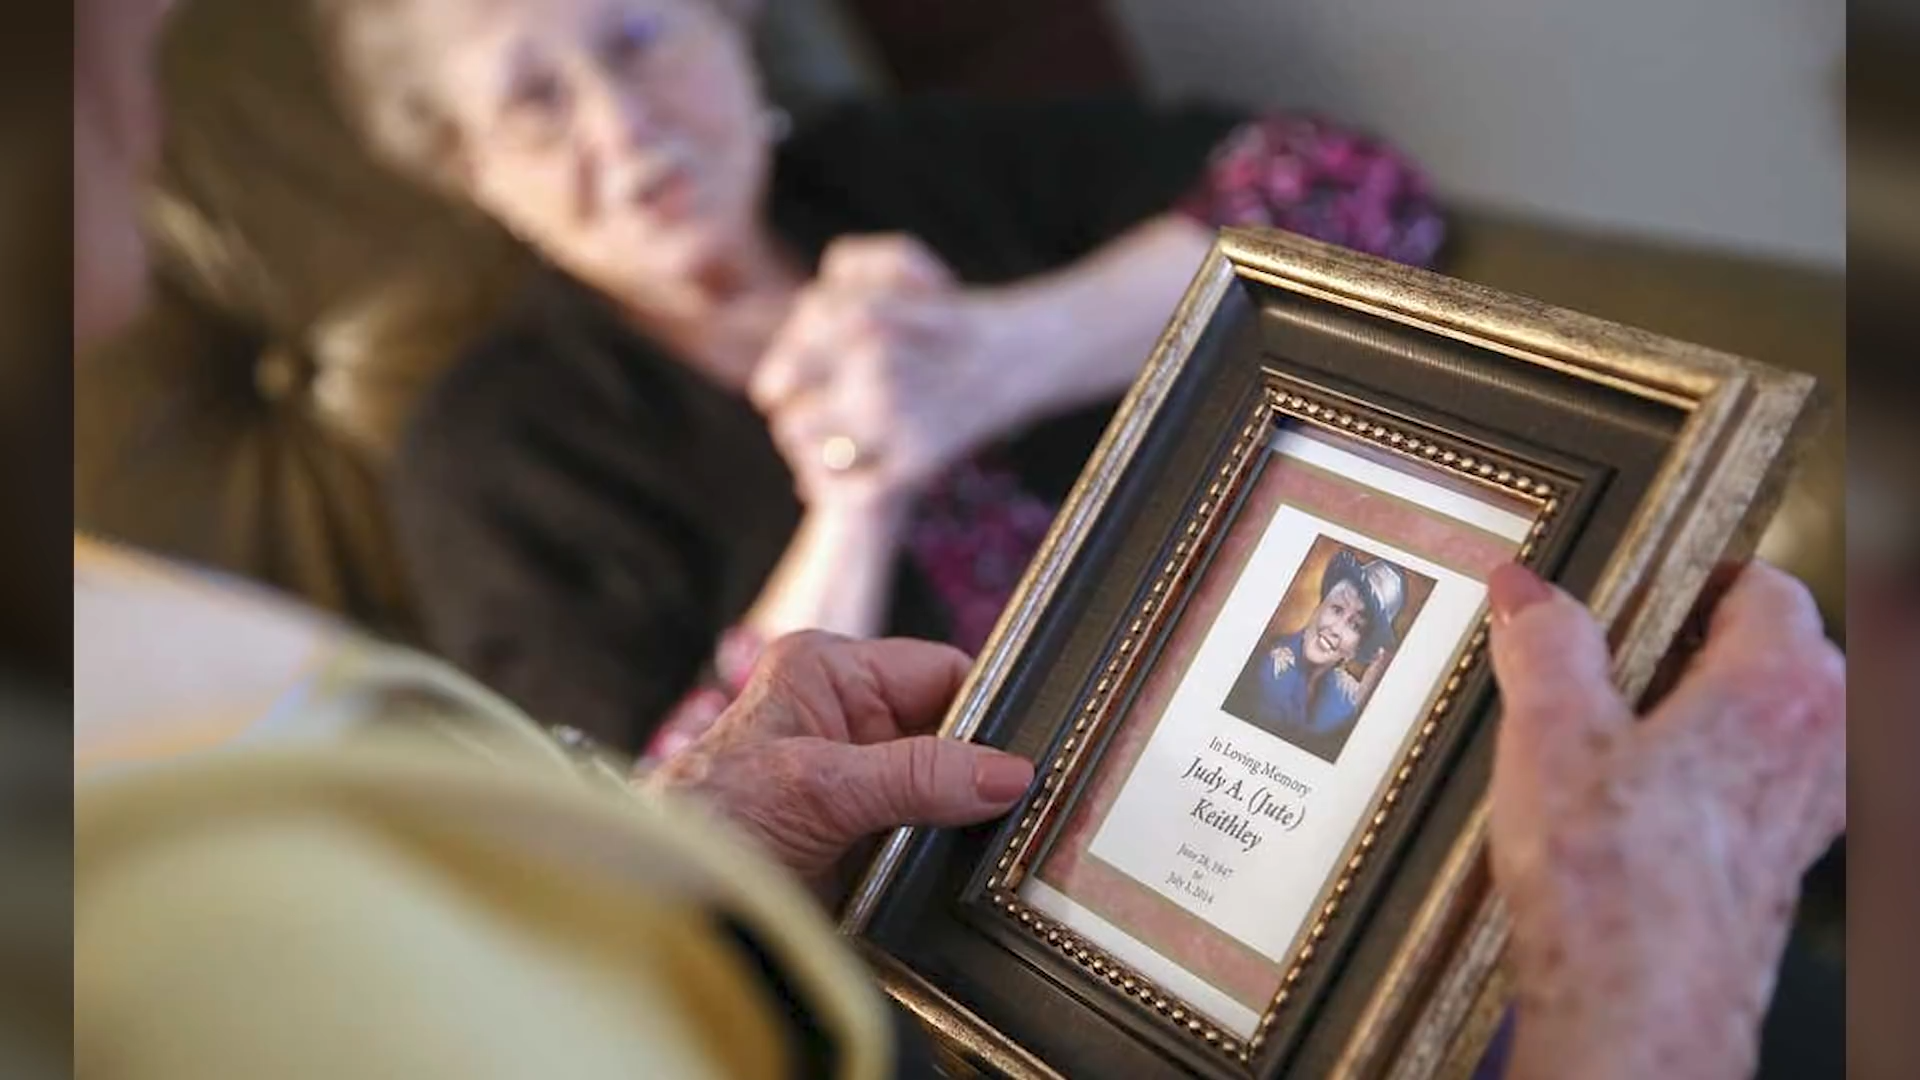 In Loving Memory
Judy A. (Jute)
Keithley
June 28, 1947
to
July 3, 2014